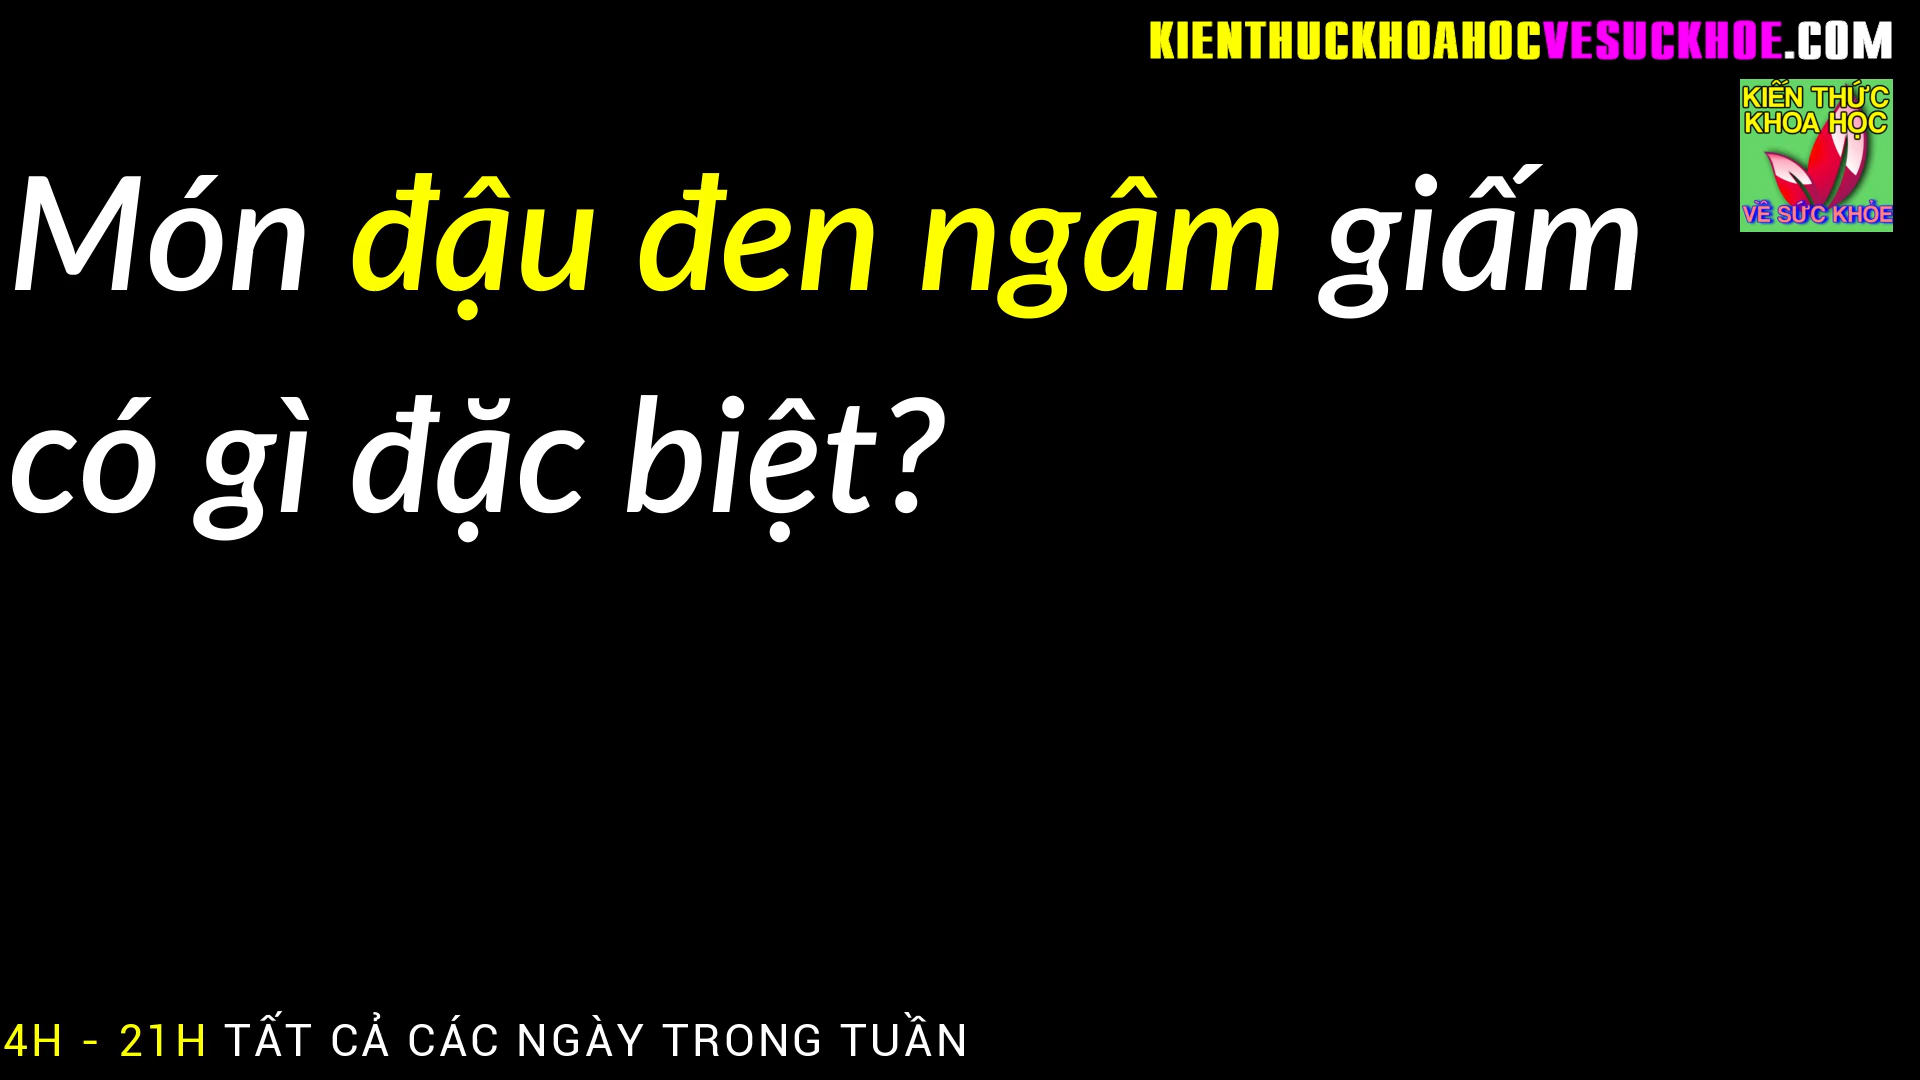 KIENTHUCKHOAHOCVESUCKHOE.COM
KIẾN THỨC
KHOA HỌC
VỀ SỨC KHỎE
Món đậu đen ngâm giấm
có gì đặc biệt?
4H - 21H TẤT CẢ CÁC NGÀY TRONG TUẦN